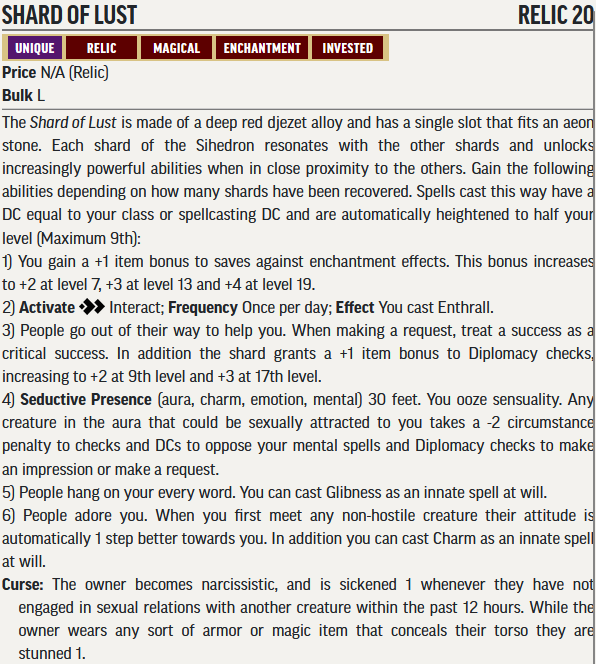 SHARD OF LUST RELIC 20
UNIQUE RELIC MAGICAL ENCHANTMENT INVESTED
Price N/A (Relic)
Bulk L
The Shard of Lust is made of a deep red djezet alloy and has a single slot that fits an aeon
stone. Each shard of the Sihedron resonates with the other shards and unlocks
increasingly powerful abilities when in close proximity to the others. Gain the following
abilities depending on how many shards have been recovered. Spells cast this way have a
DC equal to your class or spellcasting DC and are automatically heightened to half your
level (Maximum 9th):
1) You gain a +1 item bonus to saves against enchantment effects. This bonus increases
to +2 at level 7, +3 at level 13 and +4 at level 19.
2) Activate Interact; Frequency Once per day; Effect You cast Enthrall.
3) People go out of their way to help you. When making a request, treat a success as a
critical success. In addition the shard grants a +1 item bonus to Diplomacy checks,
increasing to +2 at 9th level and +3 at 17th level.
4) Seductive Presence (aura, charm, emotion, mental) 30 feet. You ooze sensuality. Any
creature in the aura that could be sexually attracted to you takes a -2 circumstance
penalty to checks and DCs to oppose your mental spells and Diplomacy checks to make
an impression or make a request.
5) People hang on your every word. You can cast Glibness as an innate spell at will.
6) People adore you. When you first meet any non-hostile creature their attitude is
automatically 1 step better towards you. In addition you can cast Charm as an innate spell
at will.
Curse: The owner becomes narcissistic, and is sickened 1 whenever they have not
engaged in sexual relations with another creature within the past 12 hours. While the
owner wears any sort of armor or magic item that conceals their torso they are
stunned 1.